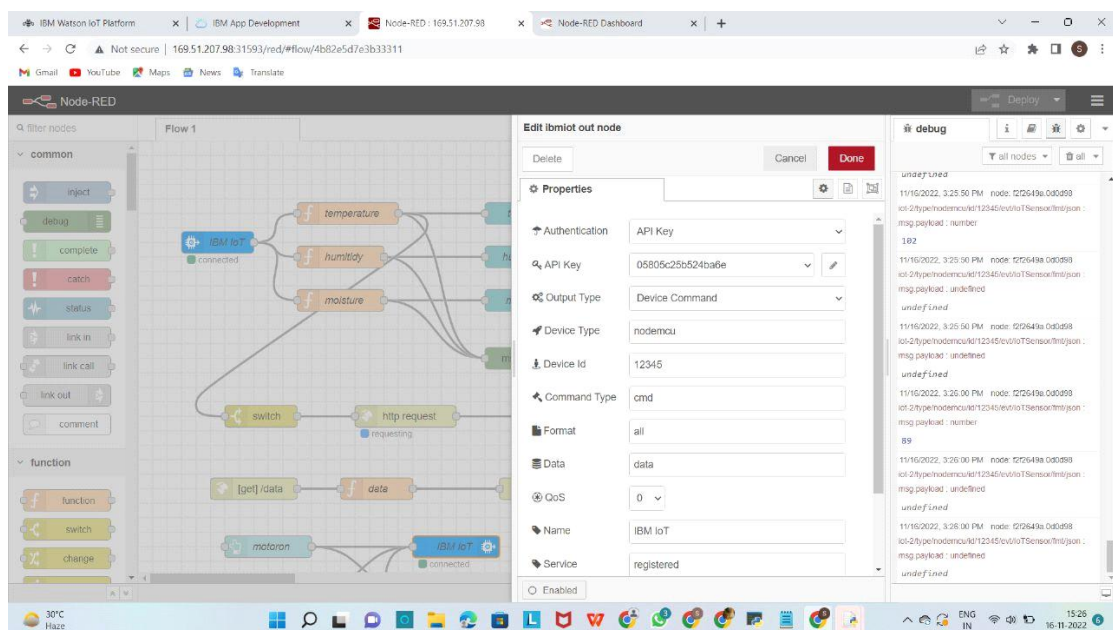 IBM Watson IoT Platform
IBM App Development
Node-RED : 169.51.207.98
Node-RED Dashboard
Not secure | 169.51.207.98:31593/red/#flow/4b82e5d7e3b33311
S
Gmail YouTube Maps News Translate
Node-RED
Deploy
filter nodes
Flow 1
common
inject
debug
complete
catch
status
link in
link call
link out
comment
function
function
switch
change
IBM IoT
connected
temperature
humitidy
moisture
switch
http request
requesting
[get] /data
data
motoron
IBM IoT
connected
Edit ibmiot out node
Delete
Cancel
Done
Properties
Authentication
API Key
API Key
05805c25b524ba6e
Output Type
Device Command
Device Type
nodemcu
Device Id
12345
Command Type
cmd
Format
all
Data
data
QoS
0
Name
IBM IoT
Service
registered
Enabled
debug
all nodes
all
undefined
11/16/2022, 3:25:50 PM node: f2f2649a.0d0d98
iot-2/type/nodemcu/id/12345/evt/IoTSensor/fmt/json :
msg.payload : number
102
11/16/2022, 3:25:50 PM node: f2f2649a.0d0d98
iot-2/type/nodemcu/id/12345/evt/IoTSensor/fmt/json :
msg.payload : undefined
undefined
11/16/2022, 3:25:50 PM node: f2f2649a.0d0d98
iot-2/type/nodemcu/id/12345/evt/IoTSensor/fmt/json :
msg.payload : undefined
undefined
11/16/2022, 3:26:00 PM node: f2f2649a.0d0d98
iot-2/type/nodemcu/id/12345/evt/IoTSensor/fmt/json :
msg.payload : number
89
11/16/2022, 3:26:00 PM node: f2f2649a.0d0d98
iot-2/type/nodemcu/id/12345/evt/IoTSensor/fmt/json :
msg.payload : undefined
undefined
11/16/2022, 3:26:00 PM node: f2f2649a.0d0d98
iot-2/type/nodemcu/id/12345/evt/IoTSensor/fmt/json :
msg.payload : undefined
undefined
30°C
Haze
ENG
IN
15:26
16-11-2022
6